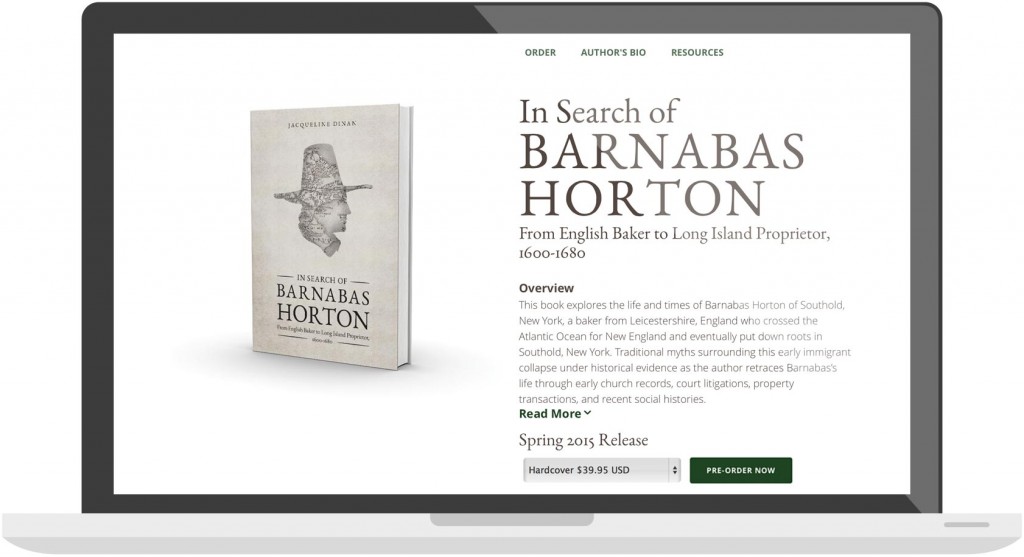 ORDER AUTHOR'S BIO RESOURCES
JACQUELINE DINAN
IN SEARCH OF
BARNABAS
HORTON
From English Baker to Long Island Proprietor,
1600-1680
In Search of
BARNABAS
HORTON
From English Baker to Long Island Proprietor,
1600-1680
Overview
This book explores the life and times of Barnabas Horton of Southold,
New York, a baker from Leicestershire, England who crossed the
Atlantic Ocean for New England and eventually put down roots in
Southold, New York. Traditional myths surrounding this early immigrant
collapse under historical evidence as the author retraces Barnabas's
life through early church records, court litigations, property
transactions, and recent social histories.
Read More
Spring 2015 Release
Hardcover $39.95 USD
PRE-ORDER NOW